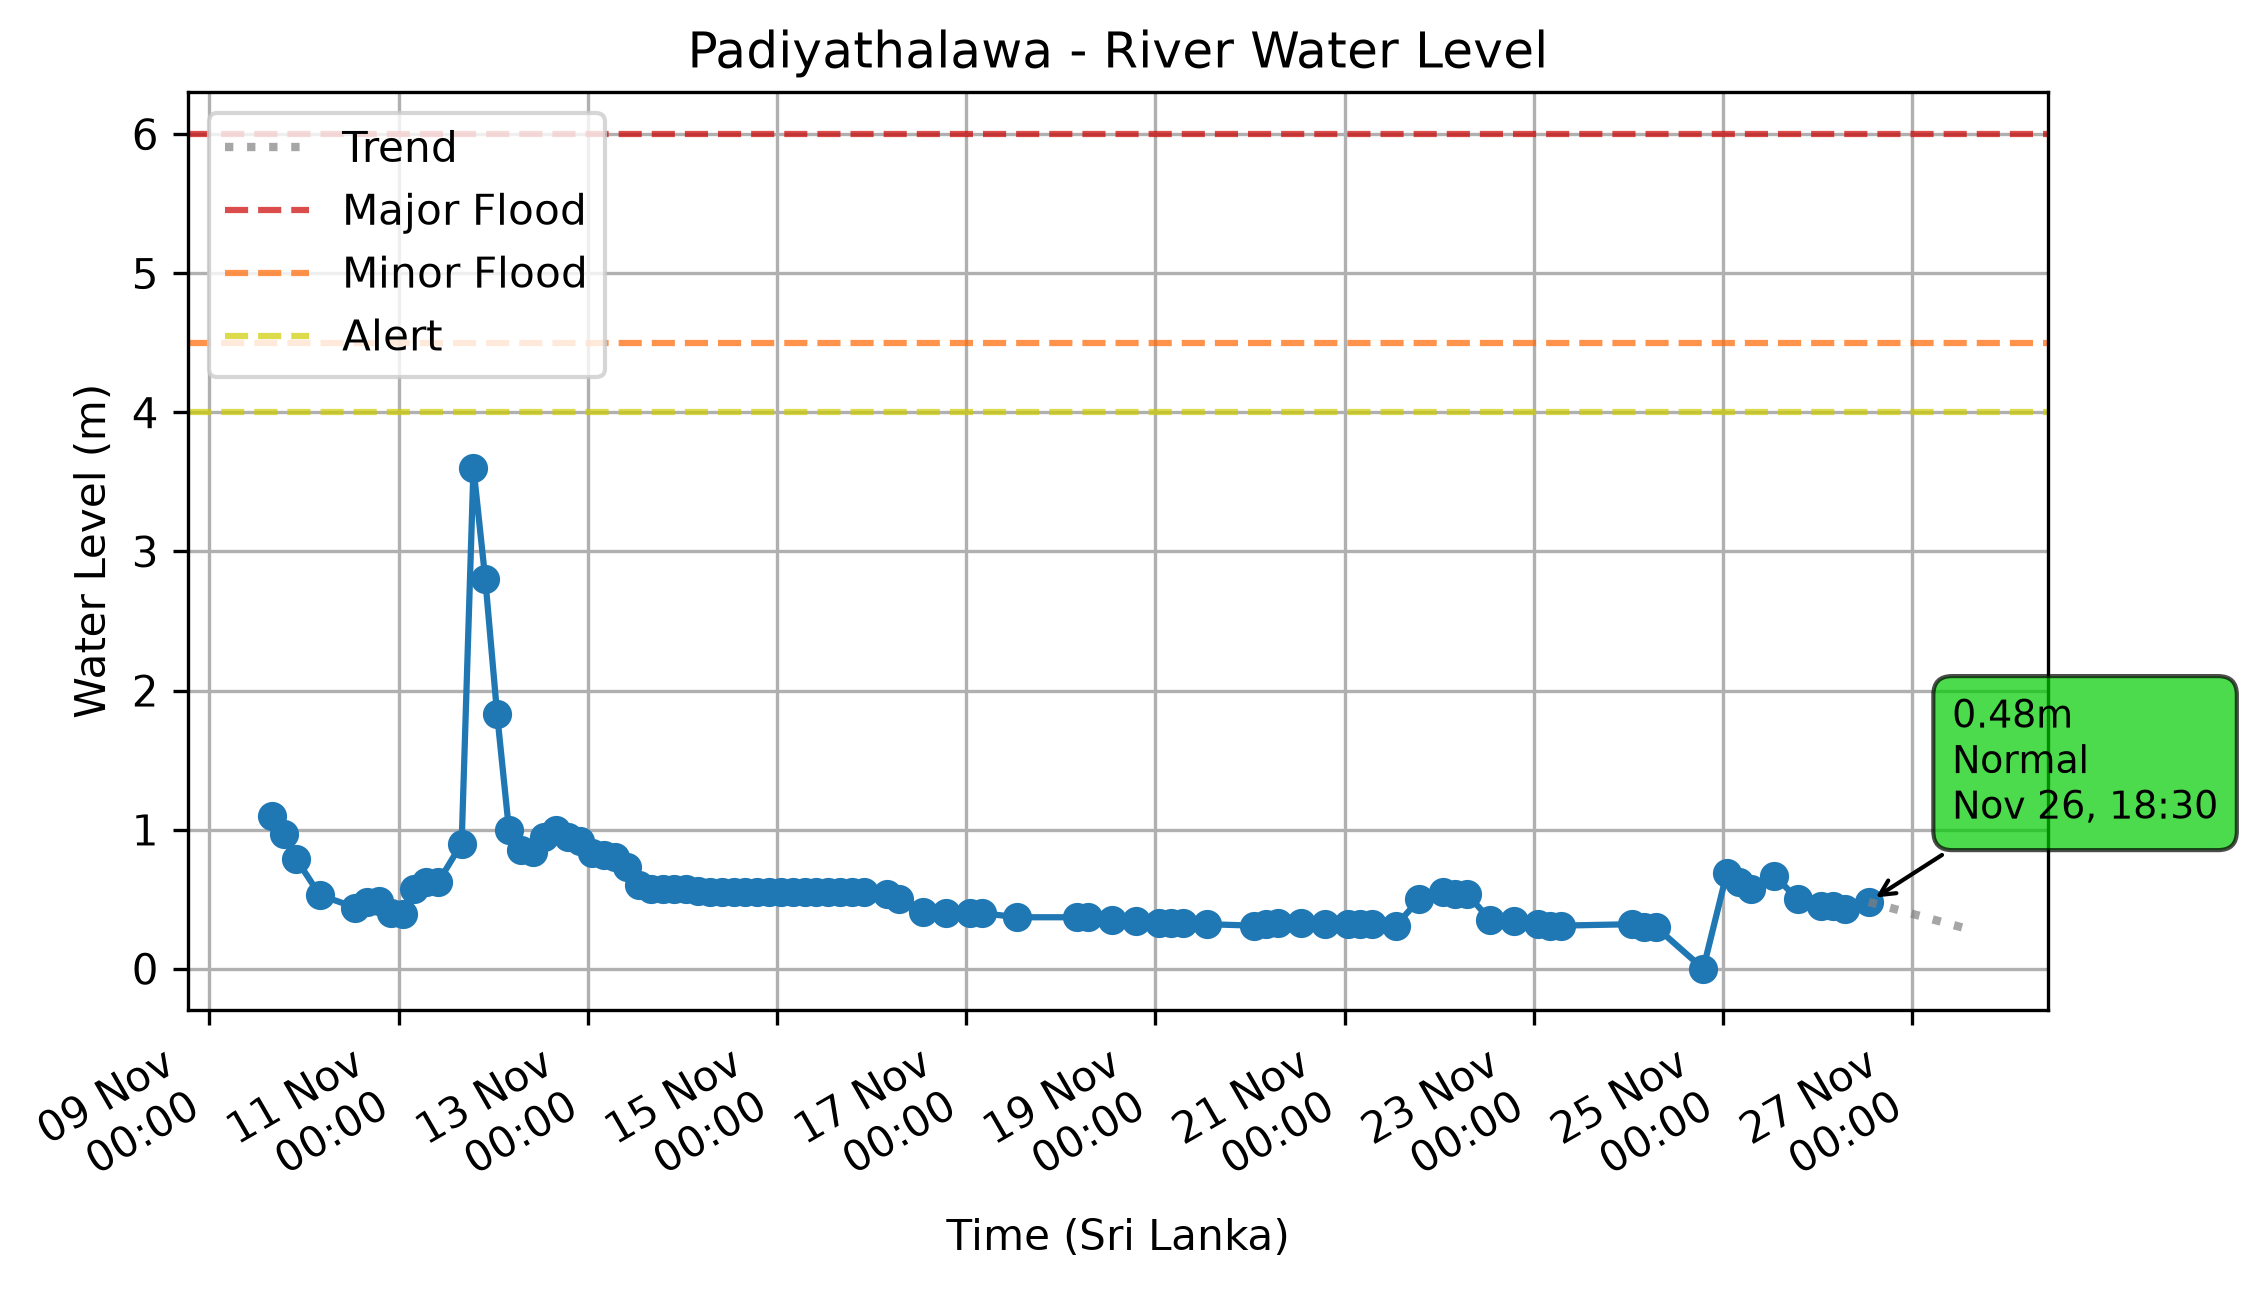 Padiyathalawa - River Water Level
Trend
Major Flood
Minor Flood
Alert
6
5
4
3
2
1
0
Water Level (m)
0.48m
Normal
Nov 26, 18:30
09 Nov
00:00
11 Nov
00:00
13 Nov
00:00
15 Nov
00:00
17 Nov
00:00
19 Nov
00:00
21 Nov
00:00
23 Nov
00:00
25 Nov
00:00
27 Nov
00:00
Time (Sri Lanka)